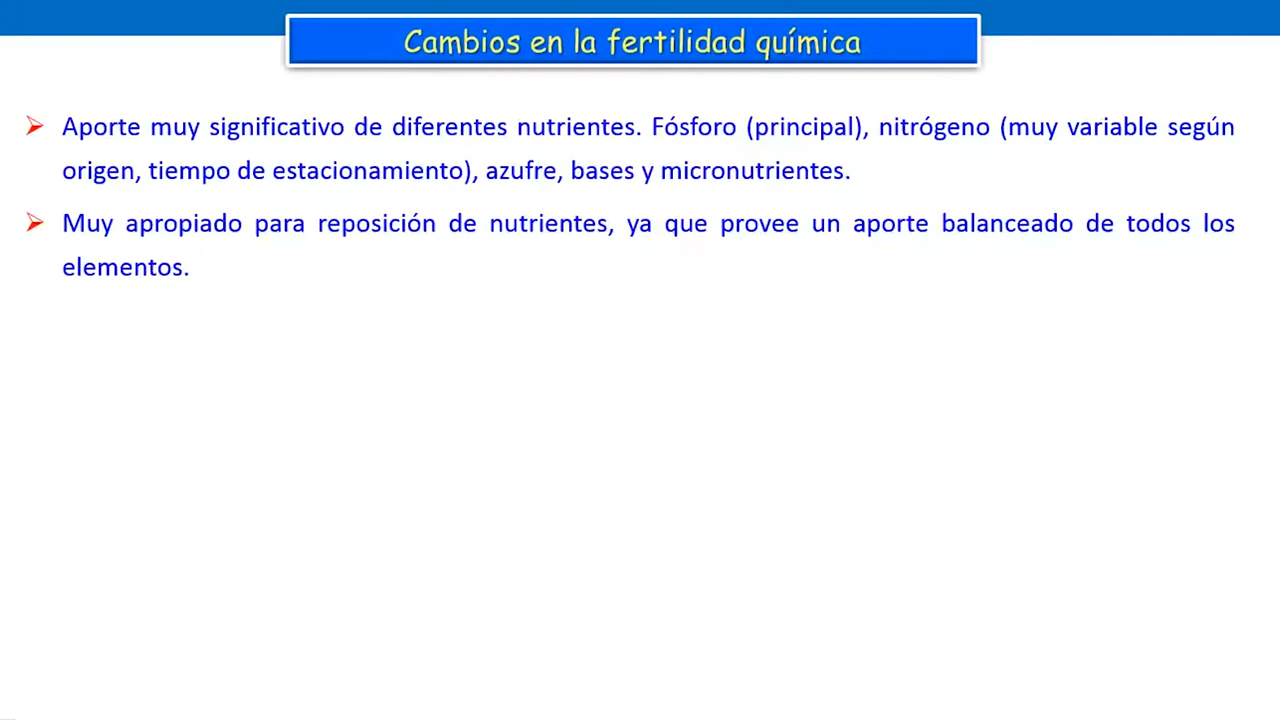 Cambios en la fertilidad química
Aporte muy significativo de diferentes nutrientes. Fósforo (principal), nitrógeno (muy variable según
origen, tiempo de estacionamiento), azufre, bases y micronutrientes.
Muy apropiado para reposición de nutrientes, ya que provee un aporte balanceado de todos los
elementos.